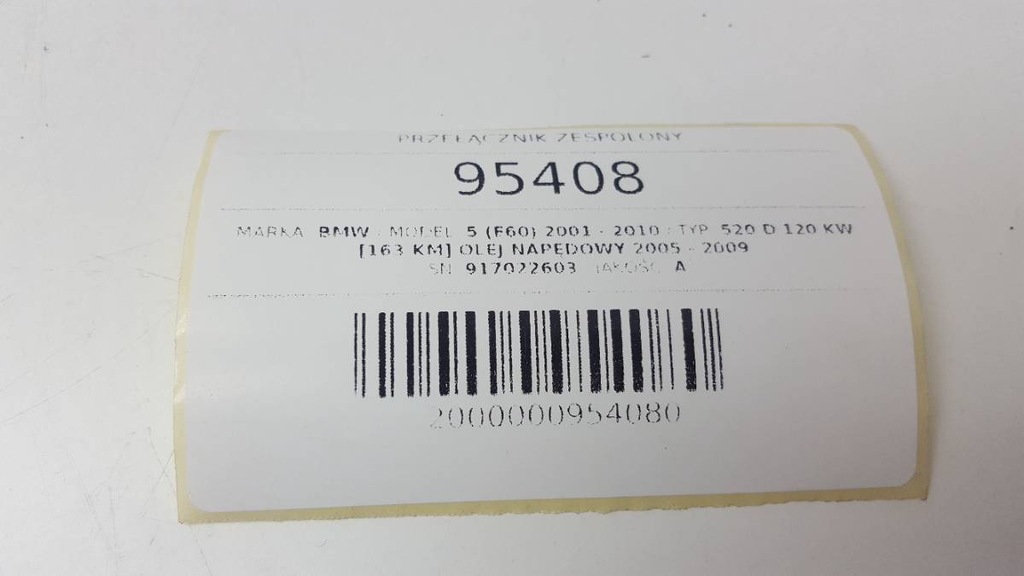 PRZEŁĄCZNIK ZESPOLONY
95408
MARKA: BMW / MODEL: 5 (E60) 2001 - 2010 / TYP: 520 D 120 KW
[163 KM] OLEJ NAPĘDOWY 2005 - 2009
SN: 917022603 JAKOŚĆ: A
2000000954080